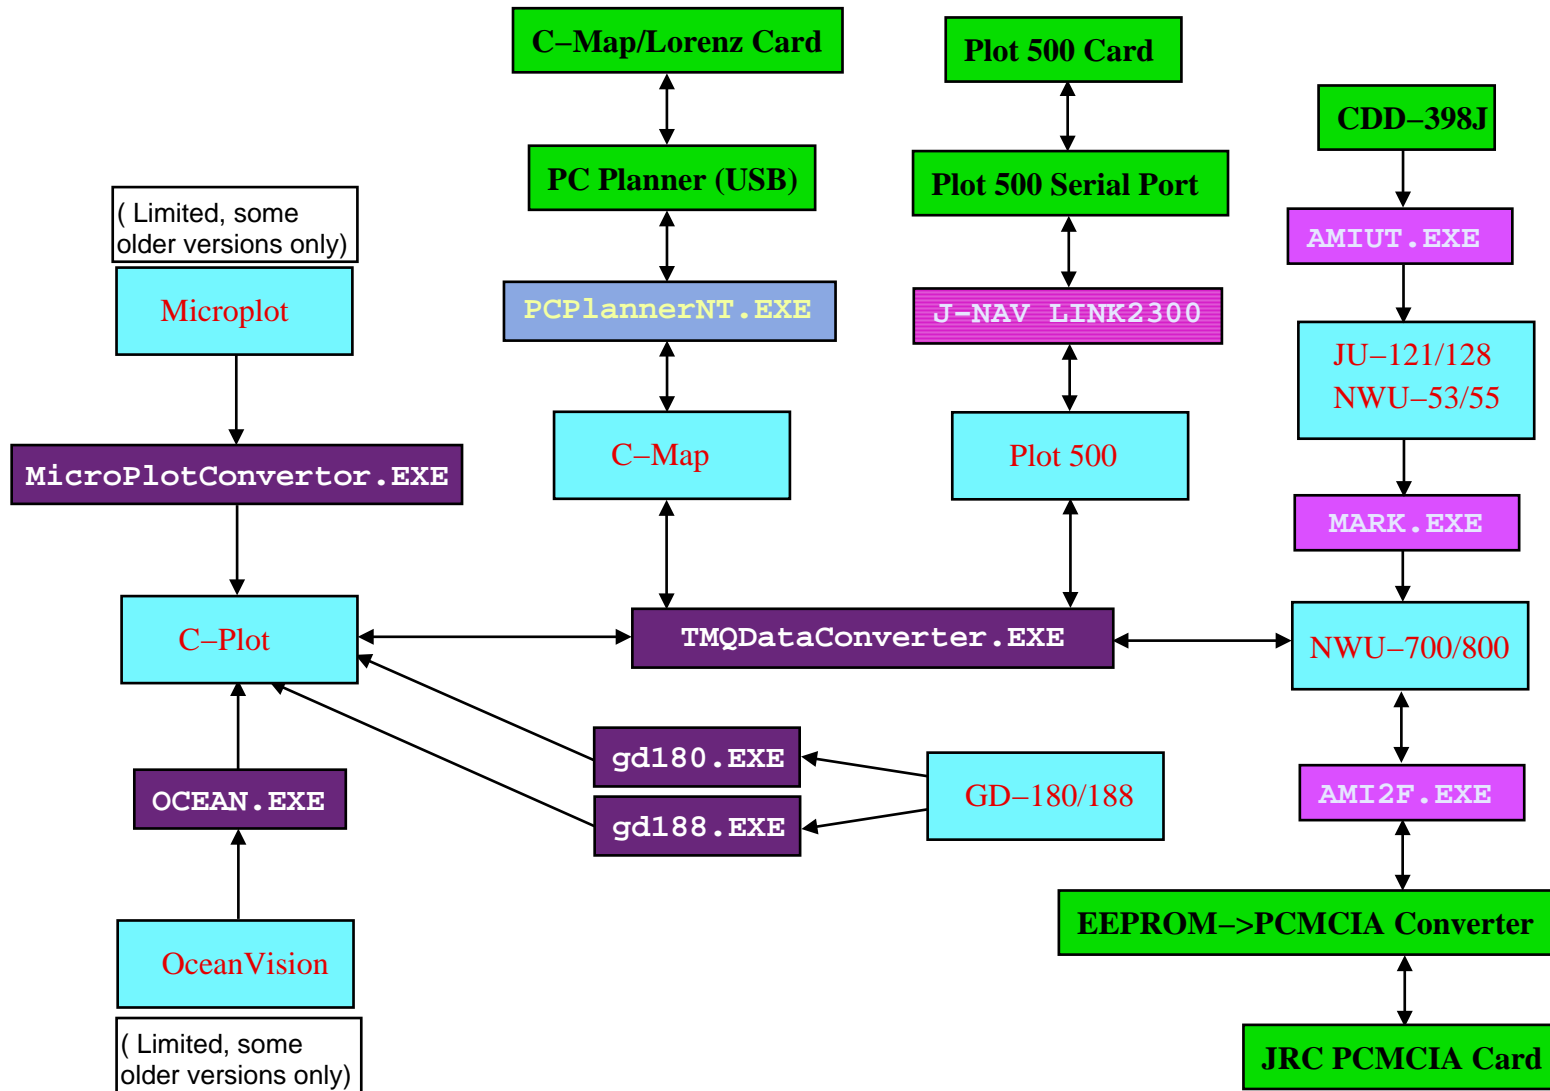 C−Map/Lorenz Card
Plot 500 Card
CDD−398J
PC Planner (USB)
Plot 500 Serial Port
( Limited, some
older versions only)
AMIUT.EXE
Microplot
PCPlannerNT.EXE
J−NAV LINK2300
JU−121/128
NWU−53/55
MicroPlotConvertor.EXE
C−Map
Plot 500
MARK.EXE
C−Plot
TMQDataConverter.EXE
NWU−700/800
gd180.EXE
OCEAN.EXE
GD−180/188
AMI2F.EXE
gd188.EXE
EEPROM−>PCMCIA Converter
OceanVision
( Limited, some
older versions only)
JRC PCMCIA Card